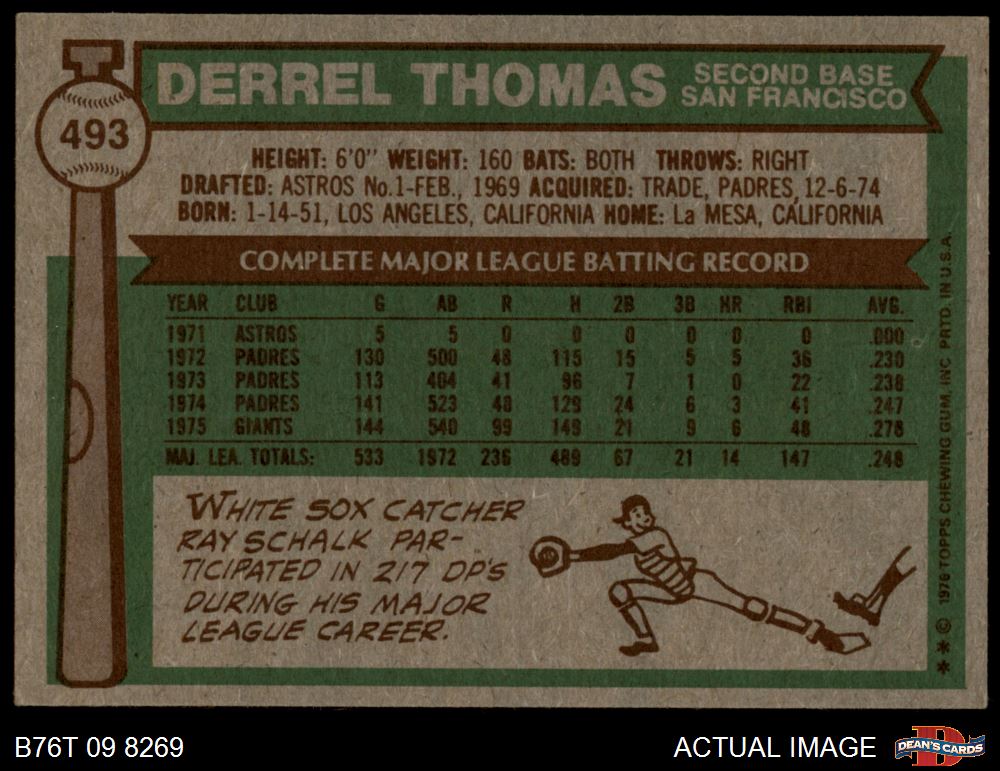 493
DERREL THOMAS
SECOND BASE
SAN FRANCISCO
HEIGHT: 6'0" WEIGHT: 160 BATS: BOTH THROWS: RIGHT
DRAFTED: ASTROS No.1-FEB., 1969 ACQUIRED: TRADE, PADRES, 12-6-74
BORN: 1-14-51, LOS ANGELES, CALIFORNIA HOME: La MESA, CALIFORNIA
COMPLETE MAJOR LEAGUE BATTING RECORD
YEAR CLUB G AB R H 2B 3B HR RBI AVG.
1971 ASTROS 5 5 0 0 0 0 0 0 .000
1972 PADRES 130 500 48 115 15 5 5 36 .230
1973 PADRES 113 404 41 96 7 1 0 22 .238
1974 PADRES 141 523 48 129 24 6 3 41 .247
1975 GIANTS 144 540 99 149 21 9 6 48 .276
MAJ. LEA. TOTALS: 533 1972 236 489 67 21 14 147 .248
WHITE SOX CATCHER
RAY SCHALK PAR-
TICIPATED IN 217 DP'S
DURING HIS MAJOR
LEAGUE CAREER.
** © 1976 TOPPS CHEWING GUM, INC. PRTD. IN U.S.A.
B76T 09 8269
ACTUAL IMAGE
DEAN'S CARDS